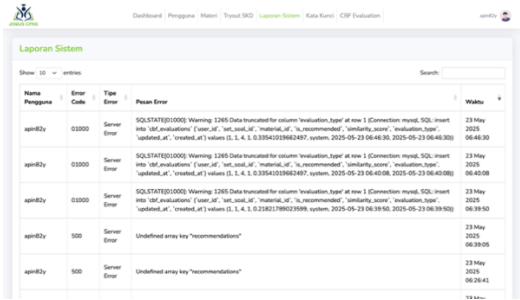 JAGUS CPNS
Dashboard Pengguna Materi Tryout SKD Laporan Sistem Kata Kunci CBF Evaluation apin82y
Laporan Sistem
Show 10 entries Search:
Nama Pengguna Error Code Tipe Error Pesan Error Waktu
apin82y 01000 Server Error SQLSTATE[01000]: Warning: 1265 Data truncated for column 'evaluation_type' at row 1 (Connection: mysql, SQL: insert
into `cbf_evaluations` (`user_id`, `set_soal_id`, `material_id`, `is_recommended`, `similarity_score`, `evaluation_type`,
`updated_at`, `created_at`) values (1, 1, 4, 1, 0.33541019662497, system, 2025-05-23 06:46:30, 2025-05-23 06:46:30))
23 May 2025 06:46:30
apin82y 01000 Server Error SQLSTATE[01000]: Warning: 1265 Data truncated for column 'evaluation_type' at row 1 (Connection: mysql, SQL: insert
into `cbf_evaluations` (`user_id`, `set_soal_id`, `material_id`, `is_recommended`, `similarity_score`, `evaluation_type`,
`updated_at`, `created_at`) values (1, 1, 4, 1, 0.33541019662497, system, 2025-05-23 06:40:08, 2025-05-23 06:40:08))
23 May 2025 06:40:08
apin82y 01000 Server Error SQLSTATE[01000]: Warning: 1265 Data truncated for column 'evaluation_type' at row 1 (Connection: mysql, SQL: insert
into `cbf_evaluations` (`user_id`, `set_soal_id`, `material_id`, `is_recommended`, `similarity_score`, `evaluation_type`,
`updated_at`, `created_at`) values (1, 1, 4, 1, 0.21821789023599, system, 2025-05-23 06:39:50, 2025-05-23 06:39:50))
23 May 2025 06:39:50
apin82y 500 Server Error Undefined array key "recommendations" 23 May 2025 06:39:05
apin82y 500 Server Error Undefined array key "recommendations" 23 May 2025 06:26:41
23 May